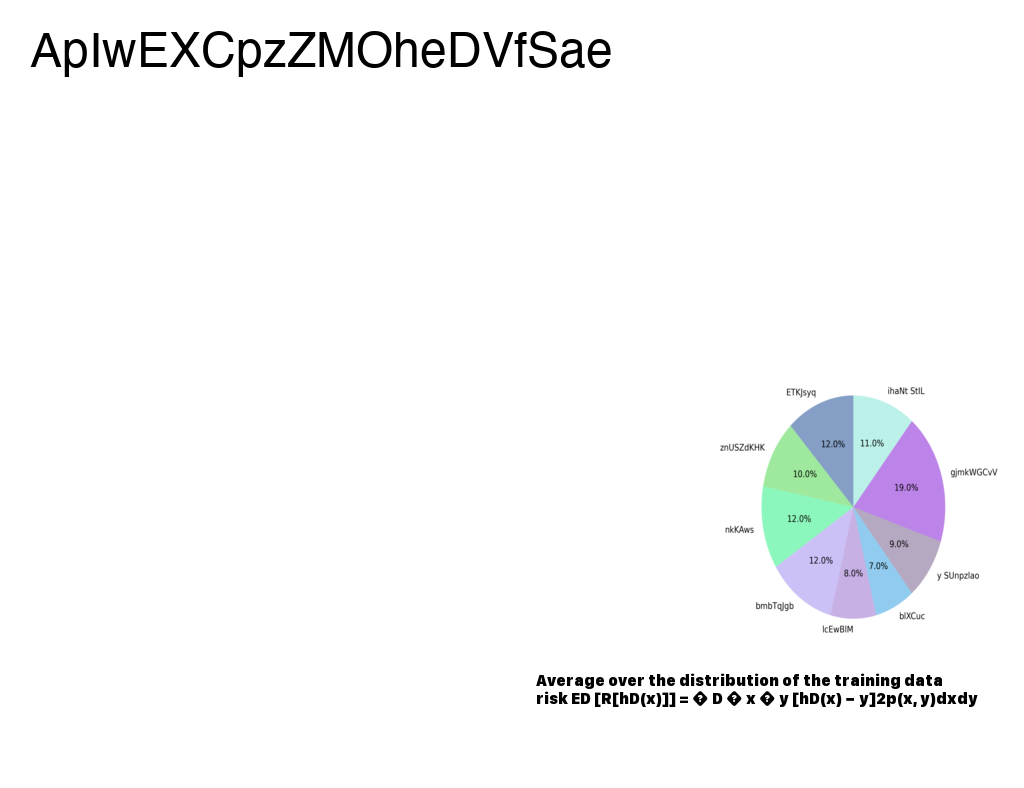 ApIwEXCpzZMOheDVfSae
ETKJsyq
ihaNt StIL
12.0%
11.0%
znUSZdKHK
10.0%
gjmkWGCvV
19.0%
12.0%
nkKAws
9.0%
12.0%
7.0%
8.0%
y SUnpzlao
bmbTqJgb
blXCuc
lcEwBlM
Average over the distribution of the training data
risk ED [R[hD(x)]] = � D � x � y [hD(x) – y]2p(x, y)dxdy